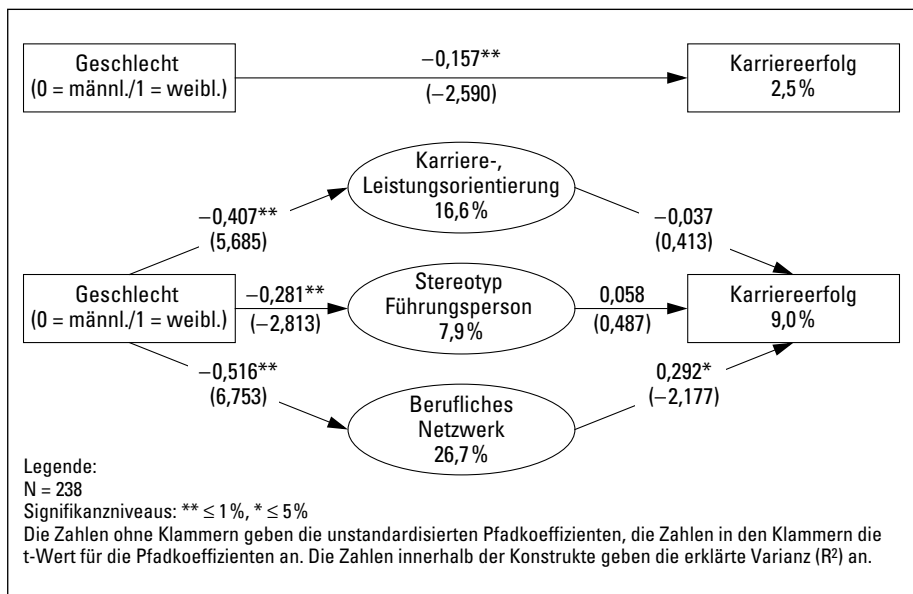 Geschlecht
(0 = männl./1 = weibl.)
−0,157**
(−2,590)
Karriereerfolg
2,5 %
Karriere-,
Leistungsorientierung
16,6 %
−0,407**
(5,685)
−0,037
(0,413)
Geschlecht
(0 = männl./1 = weibl.)
−0,281**
(−2,813)
Stereotyp
Führungsperson
7,9 %
0,058
(0,487)
Karriereerfolg
9,0 %
−0,516**
(6,753)
0,292*
(−2,177)
Berufliches
Netzwerk
26,7 %
Legende:
N = 238
Signifikanzniveaus: ** ≤ 1 %, * ≤ 5 %
Die Zahlen ohne Klammern geben die unstandardisierten Pfadkoeffizienten, die Zahlen in den Klammern die
t-Wert für die Pfadkoeffizienten an. Die Zahlen innerhalb der Konstrukte geben die erklärte Varianz (R²) an.